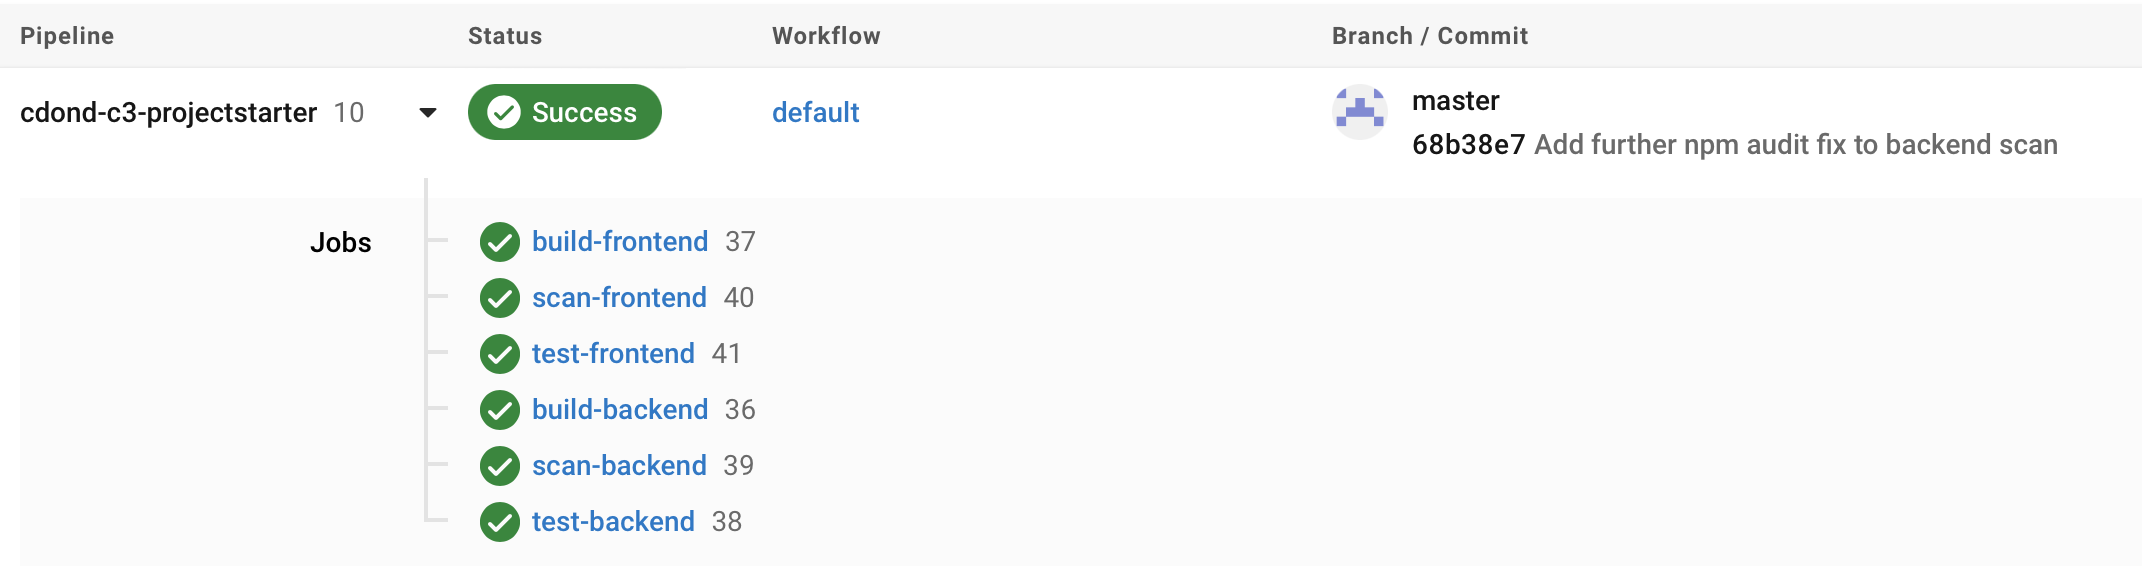 Pipeline Status Workflow Branch / Commit
cdond-c3-projectstarter 10 Success default master
68b38e7 Add further npm audit fix to backend scan
Jobs build-frontend 37
scan-frontend 40
test-frontend 41
build-backend 36
scan-backend 39
test-backend 38